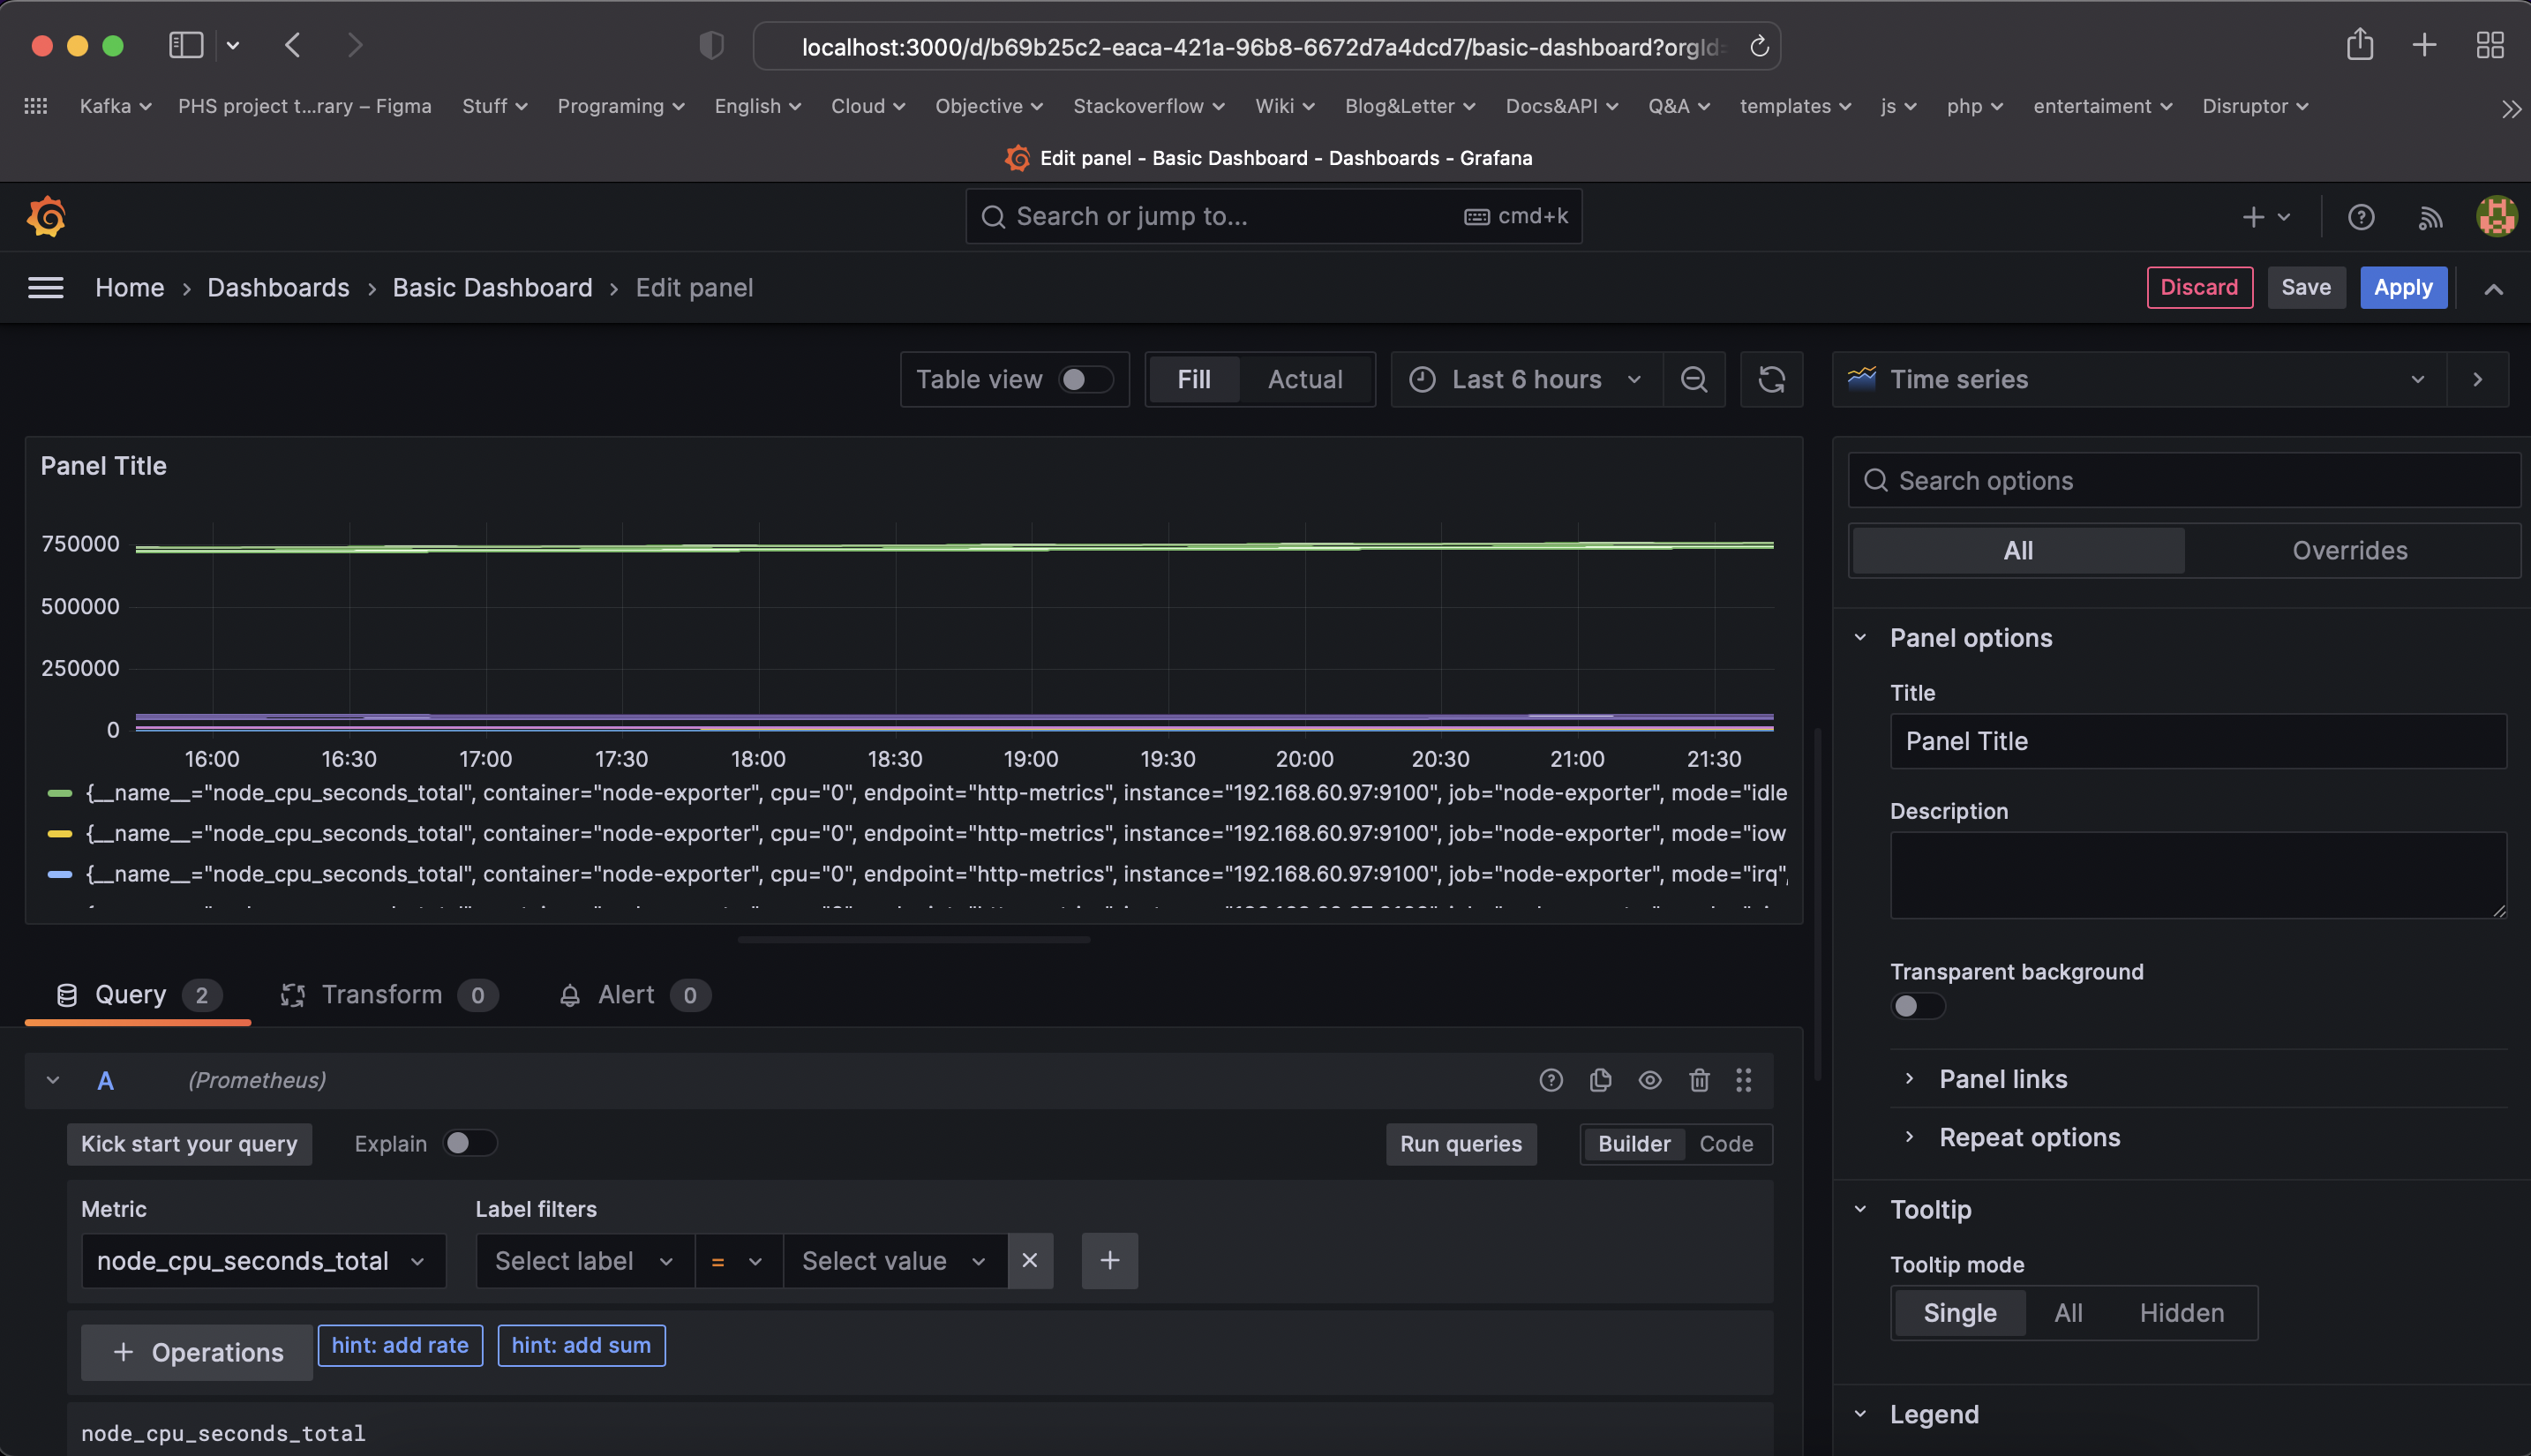 localhost:3000/d/b69b25c2-eaca-421a-96b8-6672d7a4dcd7/basic-dashboard?orgId=
Kafka PHS project t...rary – Figma Stuff Programing English Cloud Objective Stackoverflow Wiki Blog&Letter Docs&API Q&A templates js php entertaiment Disruptor
Edit panel - Basic Dashboard - Dashboards - Grafana
Search or jump to... cmd+k
Home Dashboards Basic Dashboard Edit panel Discard Save Apply
Table view Fill Actual Last 6 hours Time series
Panel Title
750000
500000
250000
0
16:00 16:30 17:00 17:30 18:00 18:30 19:00 19:30 20:00 20:30 21:00 21:30
{__name__="node_cpu_seconds_total", container="node-exporter", cpu="0", endpoint="http-metrics", instance="192.168.60.97:9100", job="node-exporter", mode="idle
{__name__="node_cpu_seconds_total", container="node-exporter", cpu="0", endpoint="http-metrics", instance="192.168.60.97:9100", job="node-exporter", mode="iow
{__name__="node_cpu_seconds_total", container="node-exporter", cpu="0", endpoint="http-metrics", instance="192.168.60.97:9100", job="node-exporter", mode="irq",
Query 2 Transform 0 Alert 0
A (Prometheus)
Kick start your query Explain Run queries Builder Code
Metric Label filters
node_cpu_seconds_total Select label = Select value
+ Operations hint: add rate hint: add sum
node_cpu_seconds_total
Search options
All Overrides
Panel options
Title
Panel Title
Description
Transparent background
Panel links
Repeat options
Tooltip
Tooltip mode
Single All Hidden
Legend